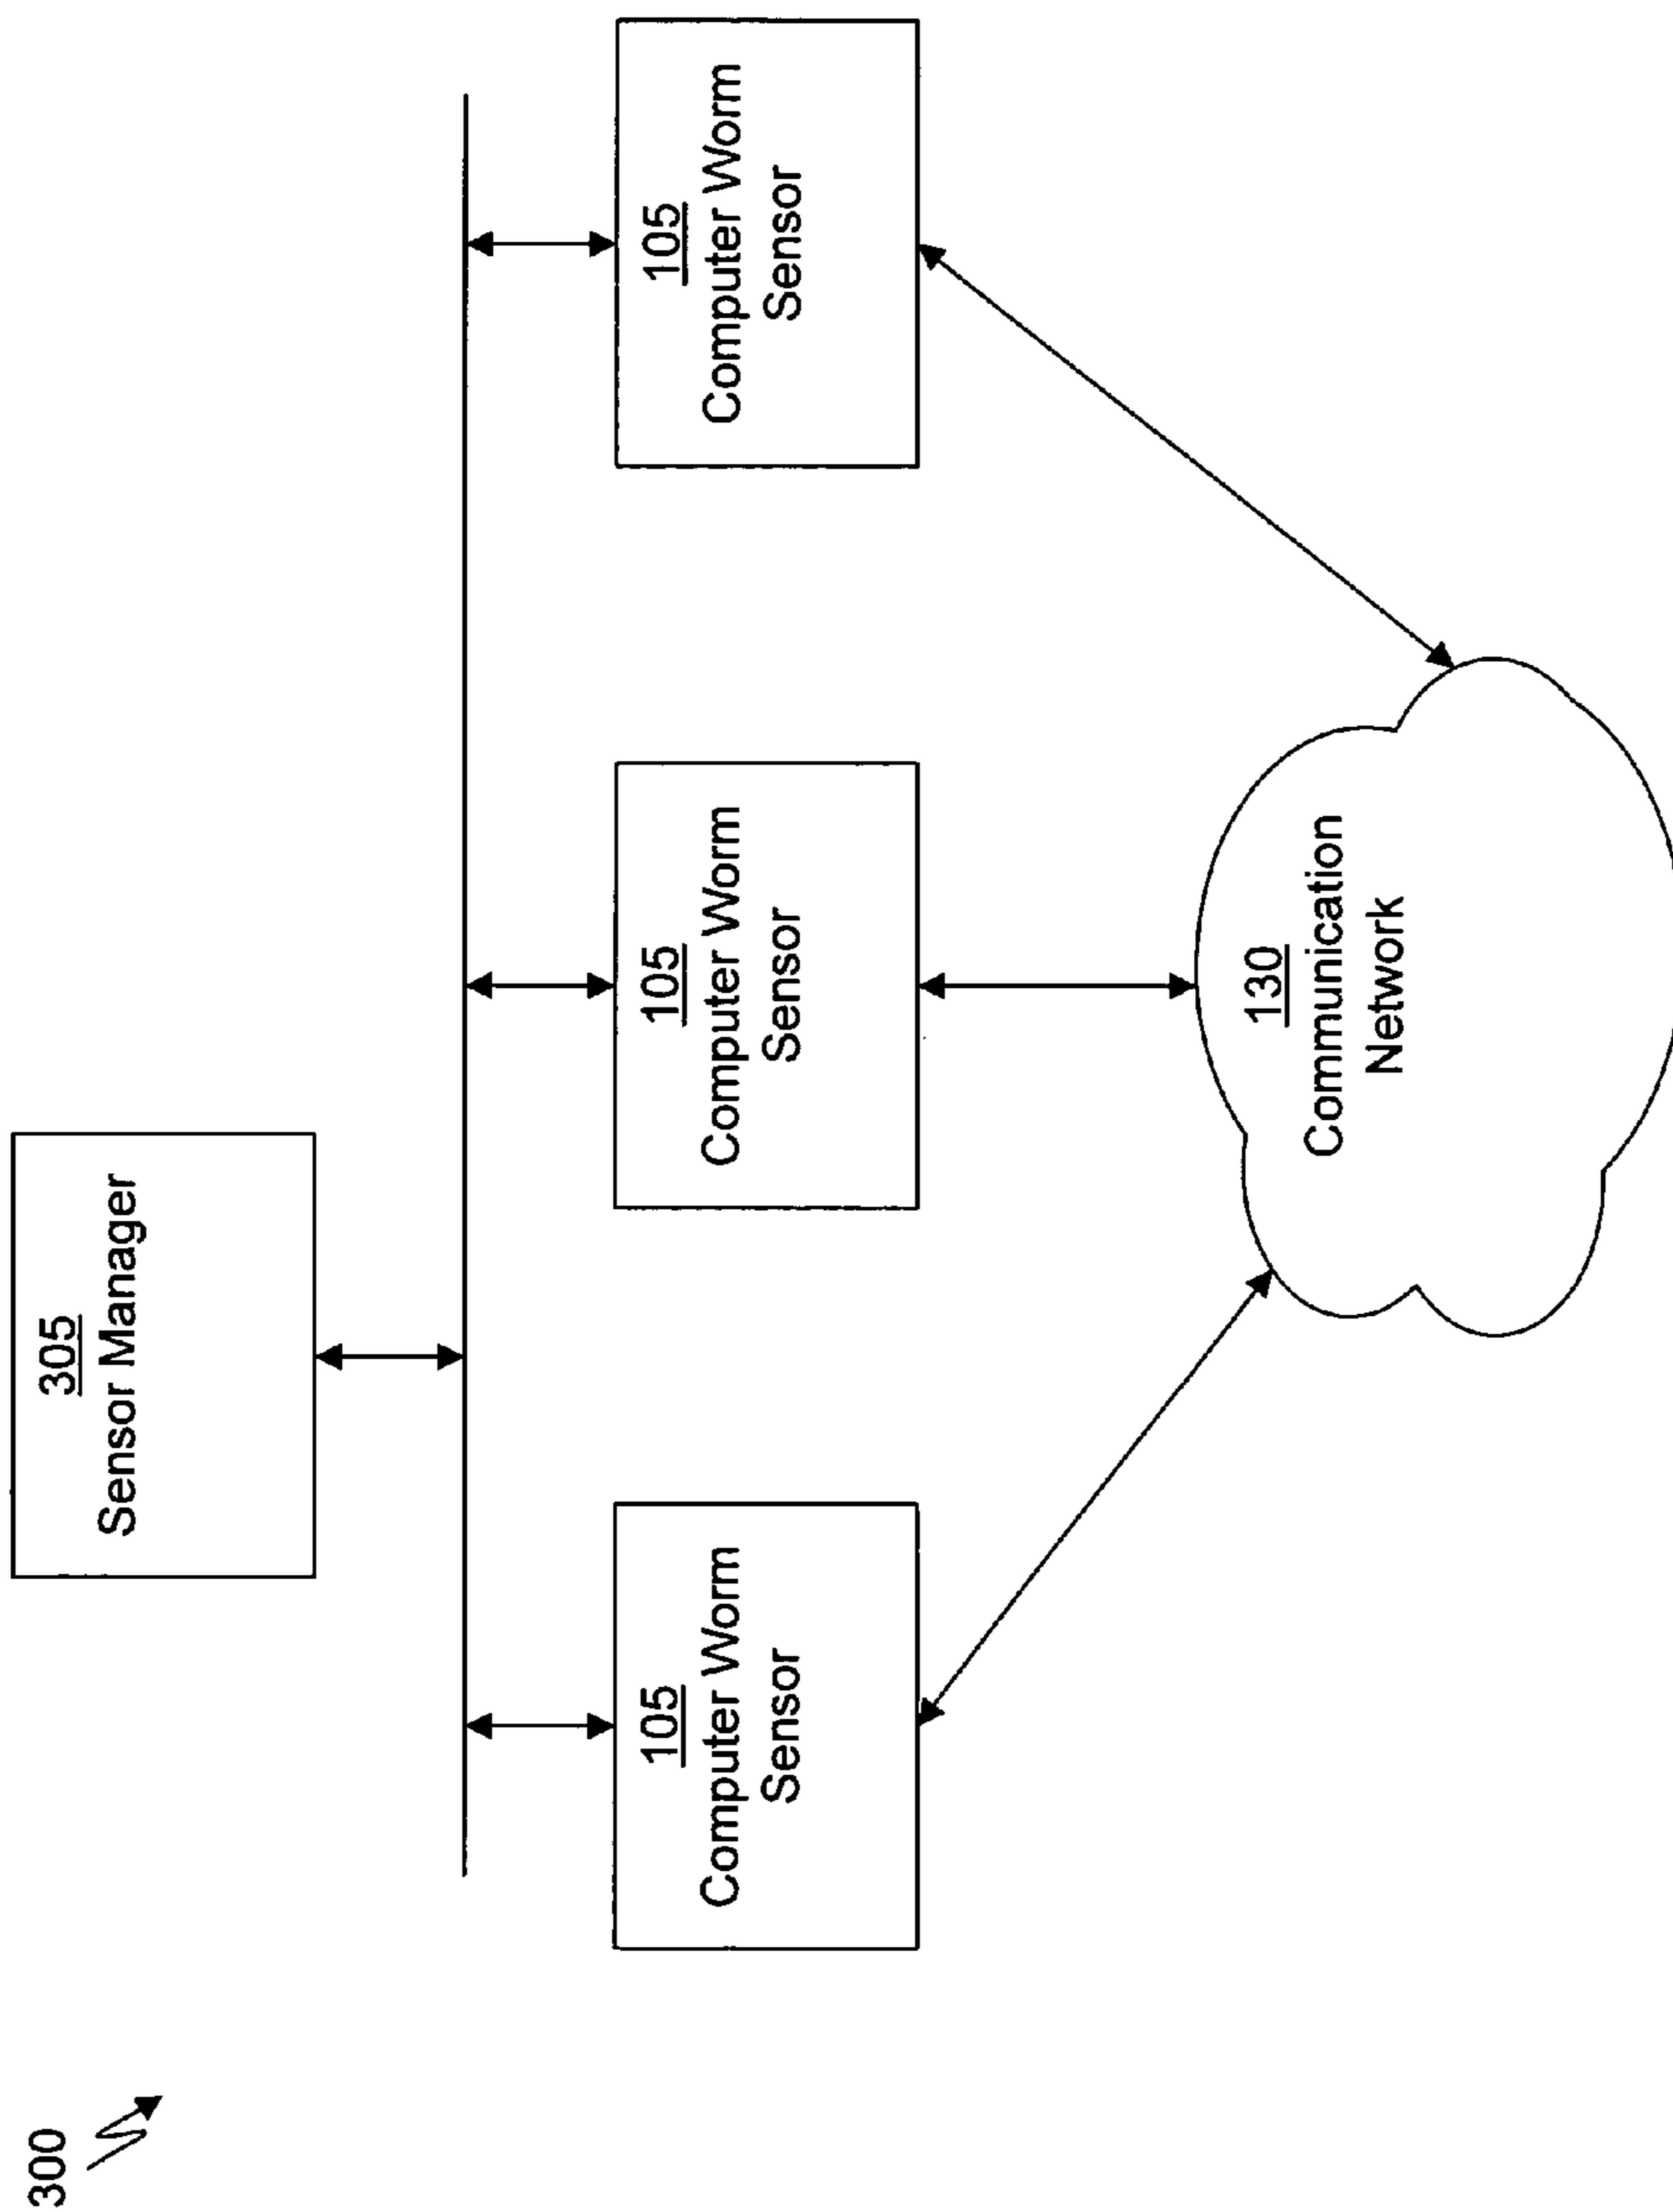 300
305
Sensor Manager
105
Computer Worm
Sensor
105
Computer Worm
Sensor
105
Computer Worm
Sensor
130
Communication
Network